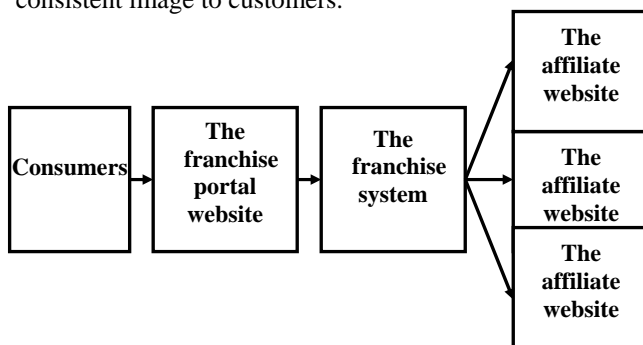 consistent image to customers.
Consumers
The
franchise
portal
website
The
franchise
system
The
affiliate
website
The
affiliate
website
The
affiliate
website